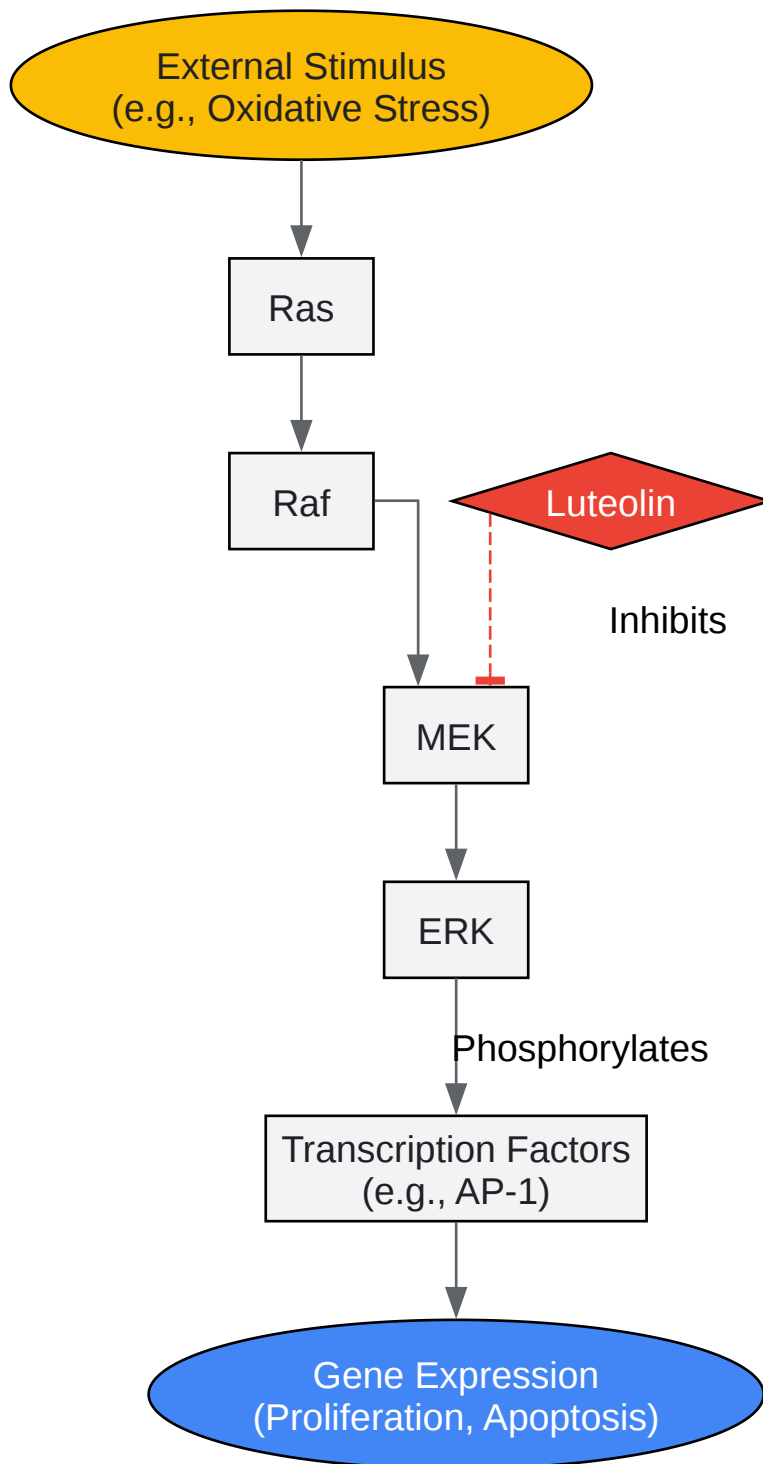 External Stimulus
(e.g., Oxidative Stress)
Ras
Raf
Luteolin
Inhibits
MEK
ERK
Phosphorylates
Transcription Factors
(e.g., AP-1)
Gene Expression
(Proliferation, Apoptosis)